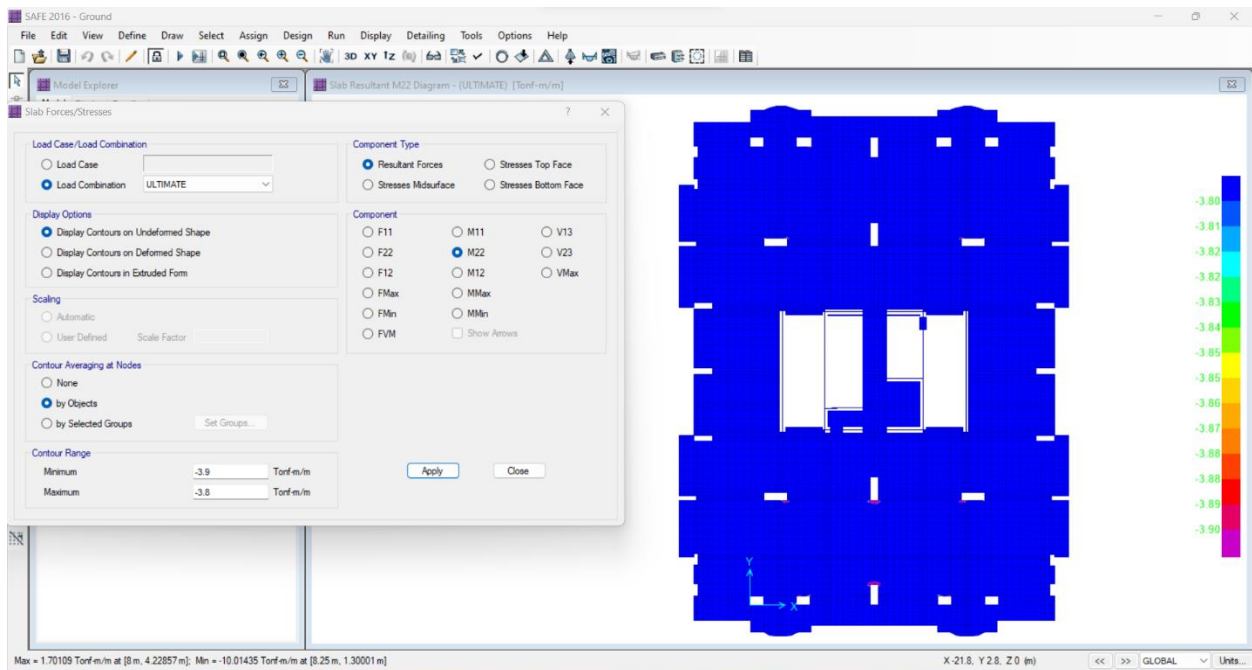 SAFE 2016 - Ground
File Edit View Define Draw Select Assign Design Run Display Detailing Tools Options Help
3D XY
Model Explorer
Slab Resultant M22 Diagram - (ULTIMATE) [Tonf-m/m]
Slab Forces/Stresses
?
Load Case/Load Combination
Load Case
Load Combination ULTIMATE
Display Options
Display Contours on Undeformed Shape
Display Contours on Deformed Shape
Display Contours in Extruded Form
Scaling
Automatic
User Defined Scale Factor
Contour Averaging at Nodes
None
by Objects
by Selected Groups Set Groups...
Contour Range
Minimum -3.9 Tonf-m/m
Maximum -3.8 Tonf-m/m
Component Type
Resultant Forces Stresses Top Face
Stresses Midsurface Stresses Bottom Face
Component
F11 M11 V13
F22 M22 V23
F12 M12 VMax
FMax MMax
FMin MMin
FVM Show Arrows
Apply Close
-3.80
-3.81
-3.82
-3.82
-3.83
-3.84
-3.85
-3.85
-3.86
-3.87
-3.88
-3.88
-3.89
-3.90
Y
X
Max = 1.70109 Tonf-m/m at [8 m, 4.22857 m]; Min = -10.01435 Tonf-m/m at [8.25 m, 1.30001 m]
X -21.8, Y 2.8, Z 0 (m) << >> GLOBAL Units...